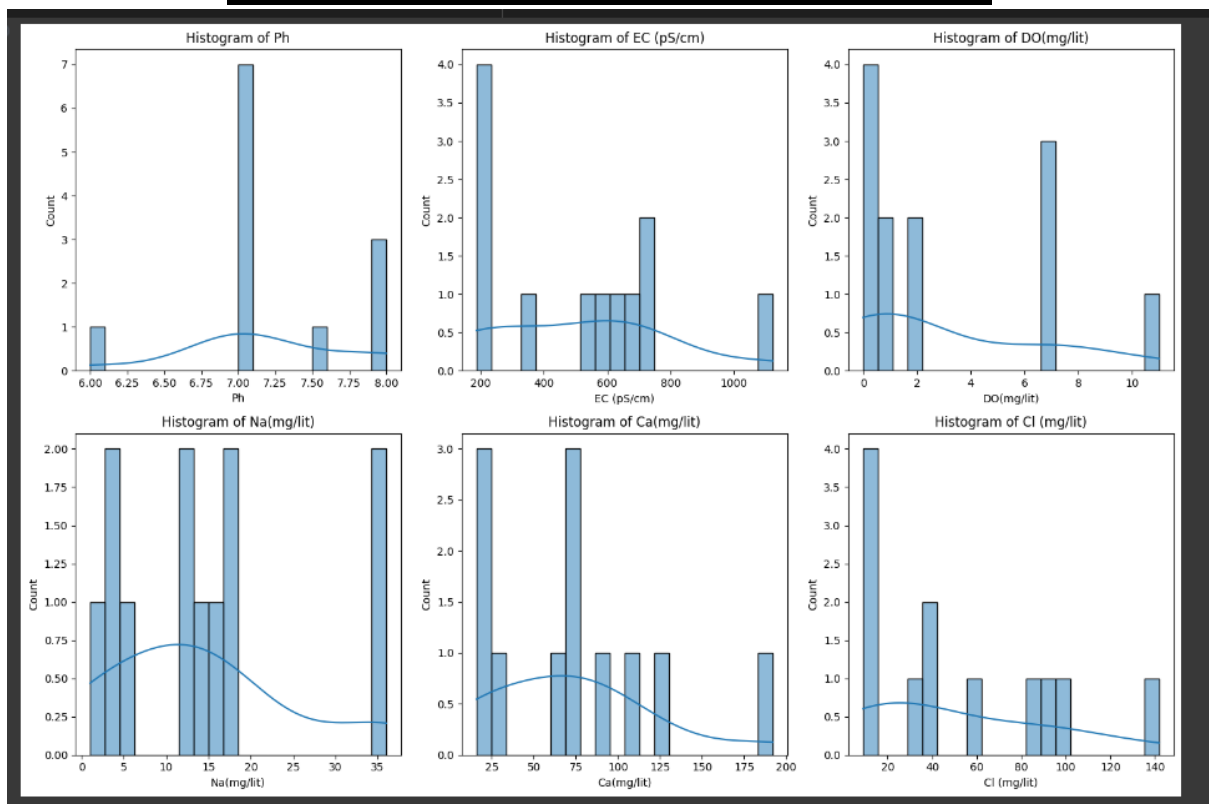 Histogram of Ph
7
6
5
4
3
2
1
0
Count
6.00 6.25 6.50 6.75 7.00 7.25 7.50 7.75 8.00
Ph
Histogram of EC (pS/cm)
4.0
3.5
3.0
2.5
2.0
1.5
1.0
0.5
0.0
Count
200 400 600 800 1000
EC (pS/cm)
Histogram of DO(mg/lit)
4.0
3.5
3.0
2.5
2.0
1.5
1.0
0.5
0.0
Count
0 2 4 6 8 10
DO(mg/lit)
Histogram of Na(mg/lit)
2.00
1.75
1.50
1.25
1.00
0.75
0.50
0.25
0.00
Count
0 5 10 15 20 25 30 35
Na(mg/lit)
Histogram of Ca(mg/lit)
3.0
2.5
2.0
1.5
1.0
0.5
0.0
Count
25 50 75 100 125 150 175 200
Ca(mg/lit)
Histogram of Cl (mg/lit)
4.0
3.5
3.0
2.5
2.0
1.5
1.0
0.5
0.0
Count
20 40 60 80 100 120 140
Cl (mg/lit)